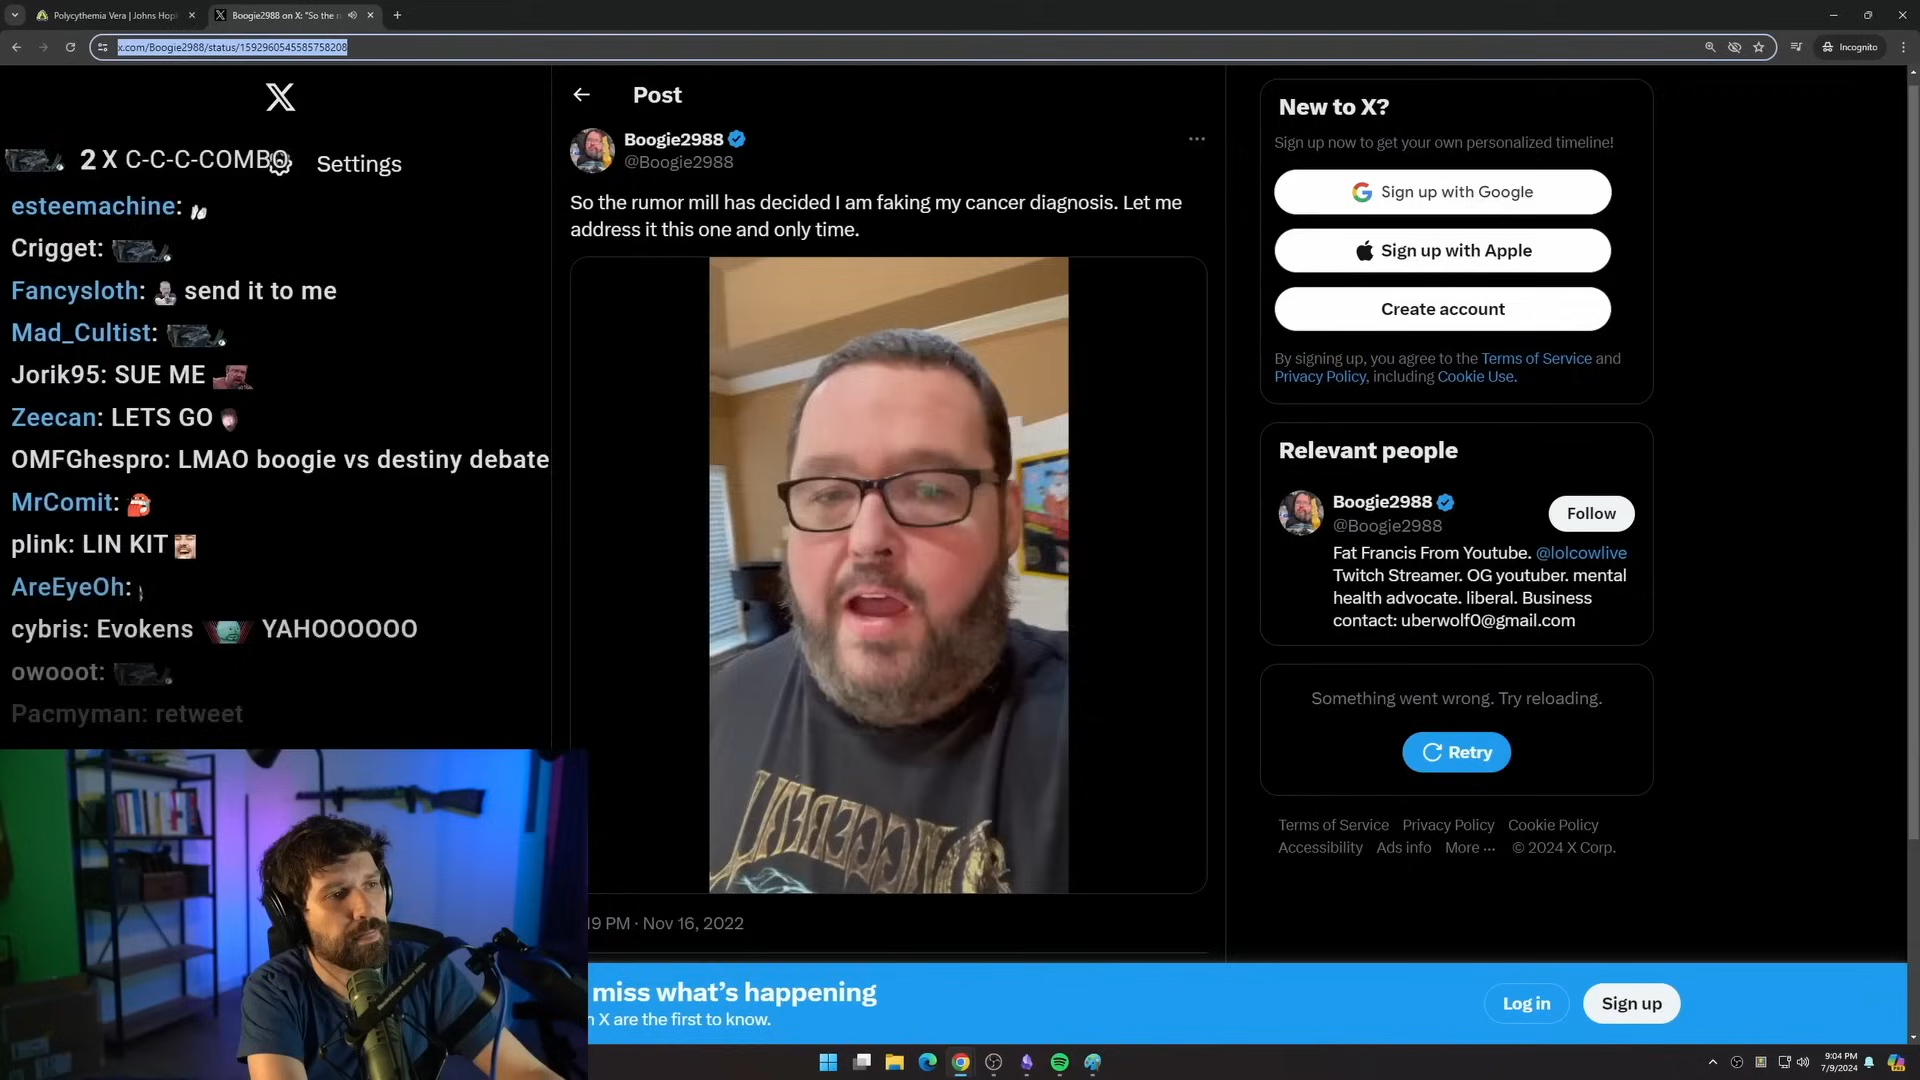 Polycythemia Vera | Johns Hopk
Boogie2988 on X: "So the r
x.com/Boogie2988/status/1592960545585758208
Incognito
2 X C-C-C-COMBO
Settings
esteemachine:
Crigget:
Fancysloth: send it to me
Mad_Cultist:
Jorik95: SUE ME
Zeecan: LETS GO
OMFGhespro: LMAO boogie vs destiny debate
MrComit:
plink: LIN KIT
AreEyeOh:
cybris: Evokens YAHOOOOOO
owooot:
Pacmyman: retweet
Post
Boogie2988
@Boogie2988
So the rumor mill has decided I am faking my cancer diagnosis. Let me
address it this one and only time.
19 PM · Nov 16, 2022
New to X?
Sign up now to get your own personalized timeline!
Sign up with Google
Sign up with Apple
Create account
By signing up, you agree to the Terms of Service and
Privacy Policy, including Cookie Use.
Relevant people
Boogie2988
@Boogie2988
Follow
Fat Francis From Youtube. @lolcowlive
Twitch Streamer. OG youtuber. mental
health advocate. liberal. Business
contact: uberwolf0@gmail.com
Something went wrong. Try reloading.
Retry
Terms of Service Privacy Policy Cookie Policy
Accessibility Ads info More ··· © 2024 X Corp.
miss what's happening
n X are the first to know.
Log in
Sign up
9:04 PM
7/9/2024